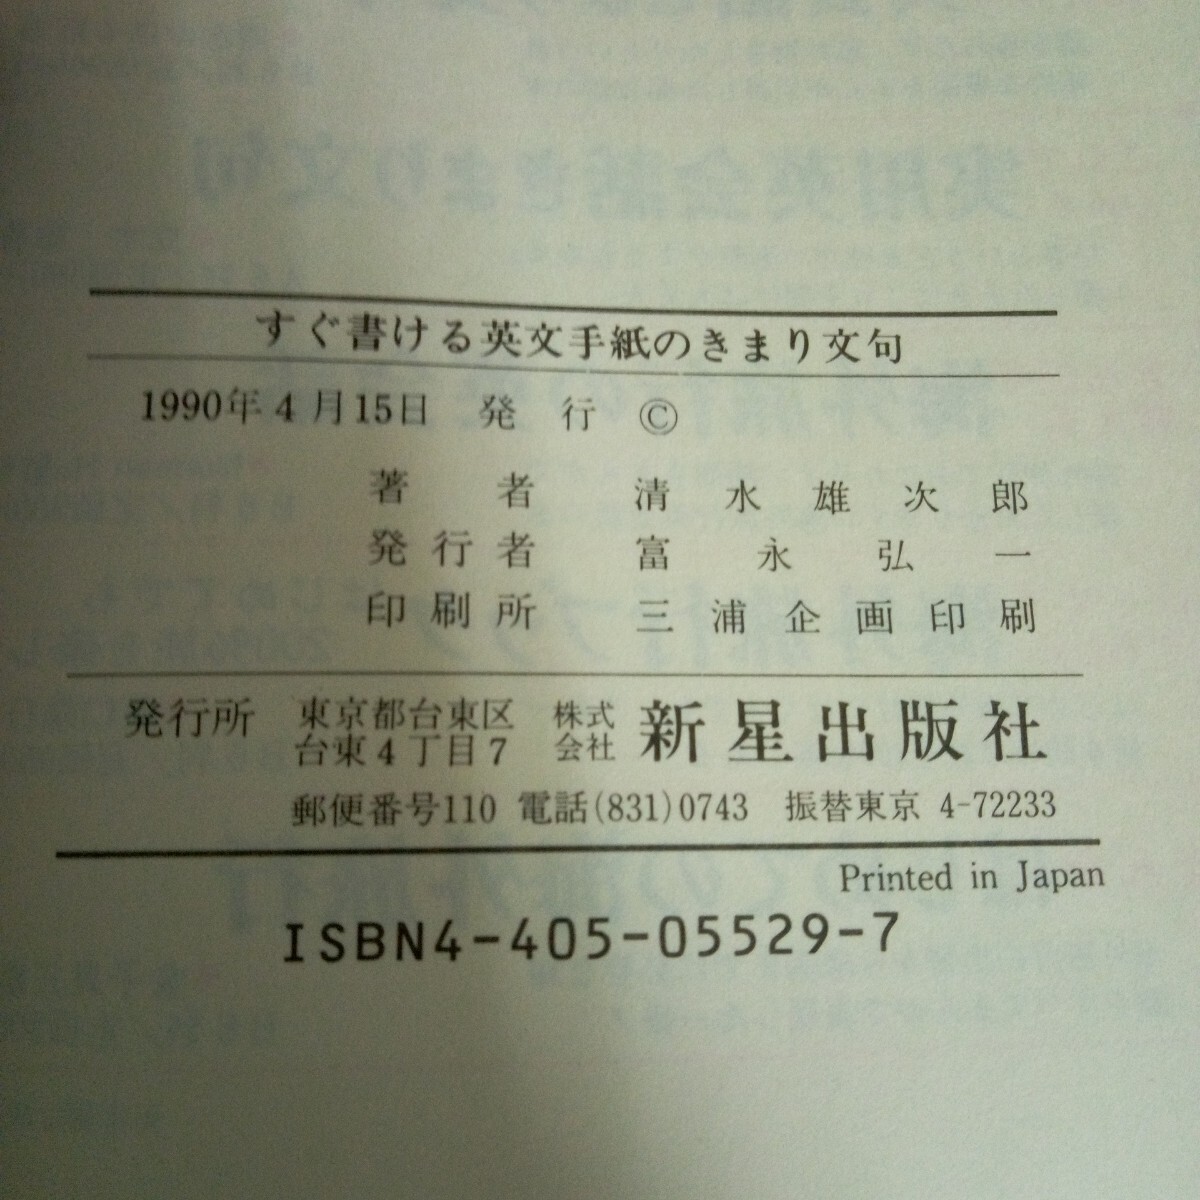 すぐ書ける英文手紙のきまり文句
1990年4月15日 発行 ©
著者 清水雄次郎
発行者 富永弘一
印刷所 三浦企画印刷
発行所 東京都台東区台東4丁目7 株式会社 新星出版社
郵便番号110 電話(831)0743 振替東京 4-72233
Printed in Japan
ISBN4-405-05529-7